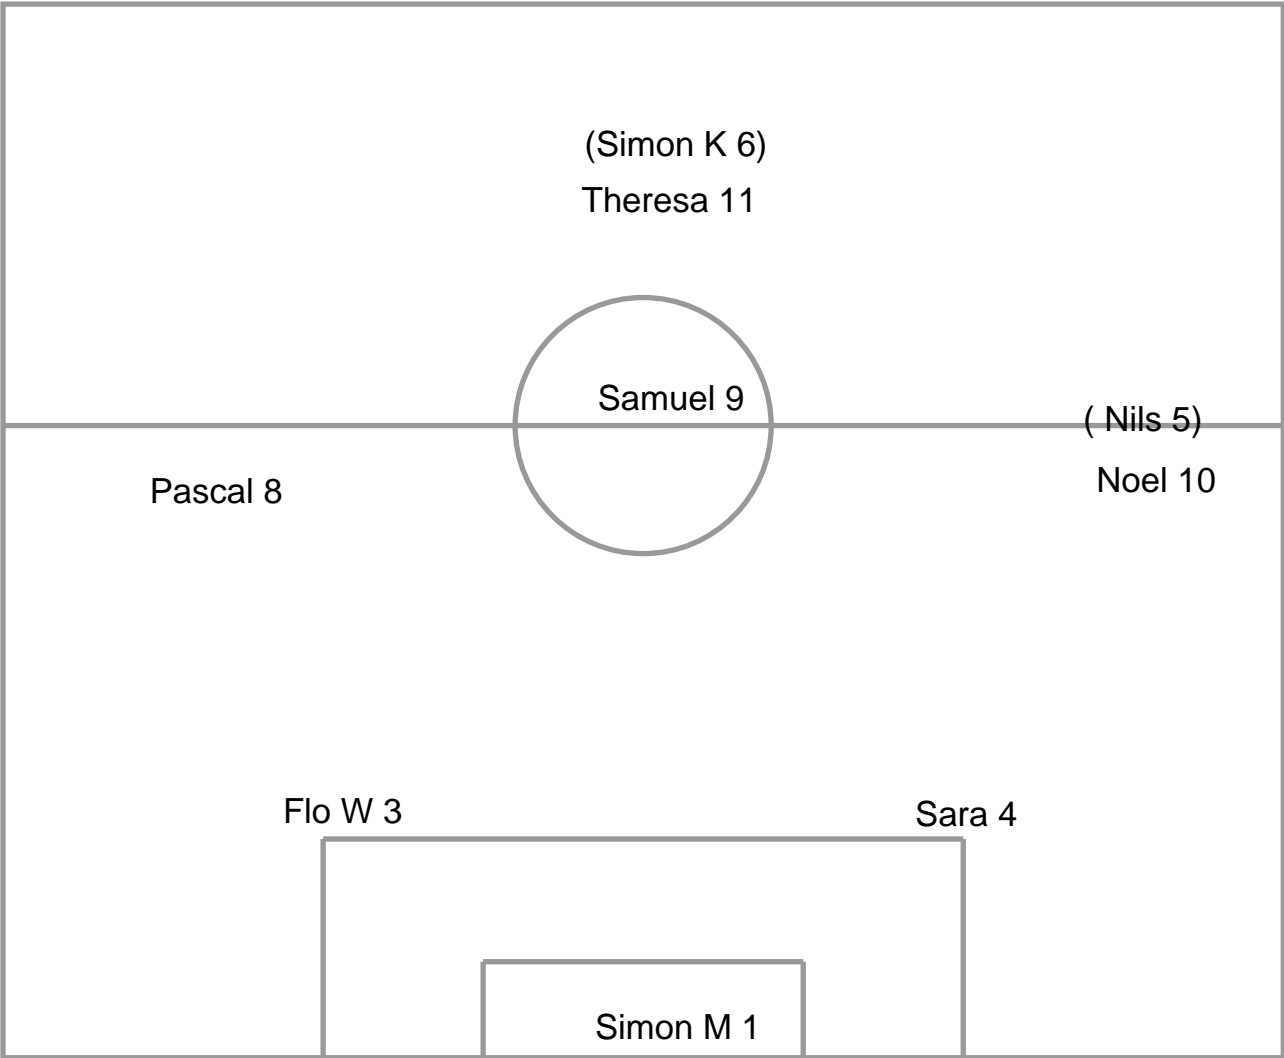 (Simon K 6)
Theresa 11
Samuel 9
( Nils 5)
Pascal 8
Noel 10
Flo W 3
Sara 4
Simon M 1